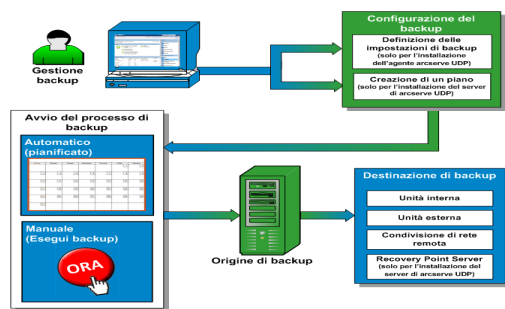 Gestione
backup
Configurazione del
backup
Definizione delle
impostazioni di backup
(solo per l'installazione
dell'agente arcserve UDP)
Creazione di un piano
(solo per l'installazione del server
di arcserve UDP)
Avvio del processo di
backup
Automatico
(pianificato)
Manuale
(Esegui backup)
ORA
Origine di backup
Destinazione di backup
Unità interna
Unità esterna
Condivisione di rete
remota
Recovery Point Server
(solo per l'installazione del
server di arcserve UDP)